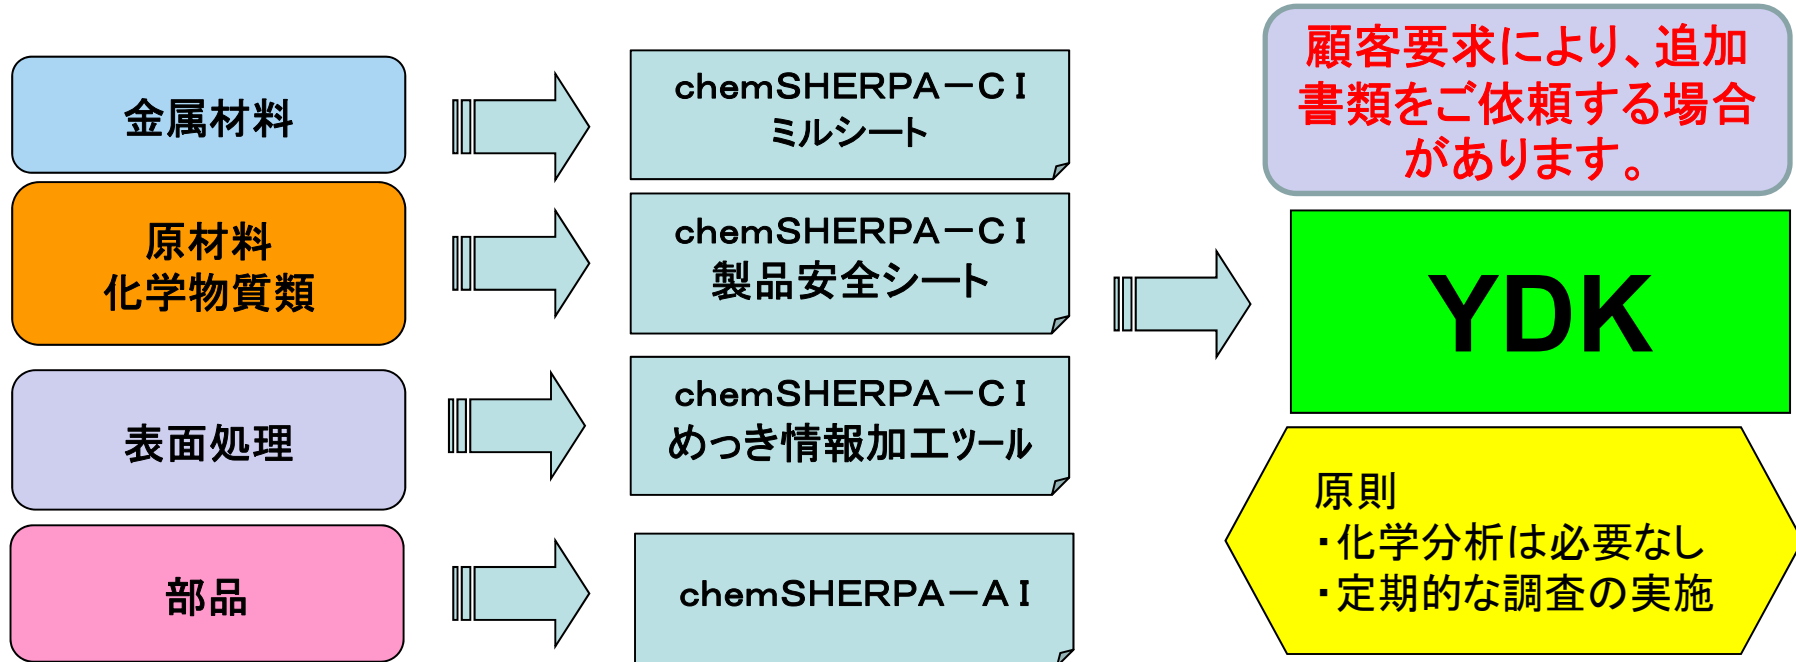 金属材料
chemSHERPA－CＩ
ミルシート
原材料
化学物質類
chemSHERPA－CＩ
製品安全シート
表面処理
chemSHERPA－CＩ
めっき情報加工ﾂｰﾙ
部品
chemSHERPA－AＩ
顧客要求により、追加
書類をご依頼する場合
があります。
YDK
原則
・化学分析は必要なし
・定期的な調査の実施